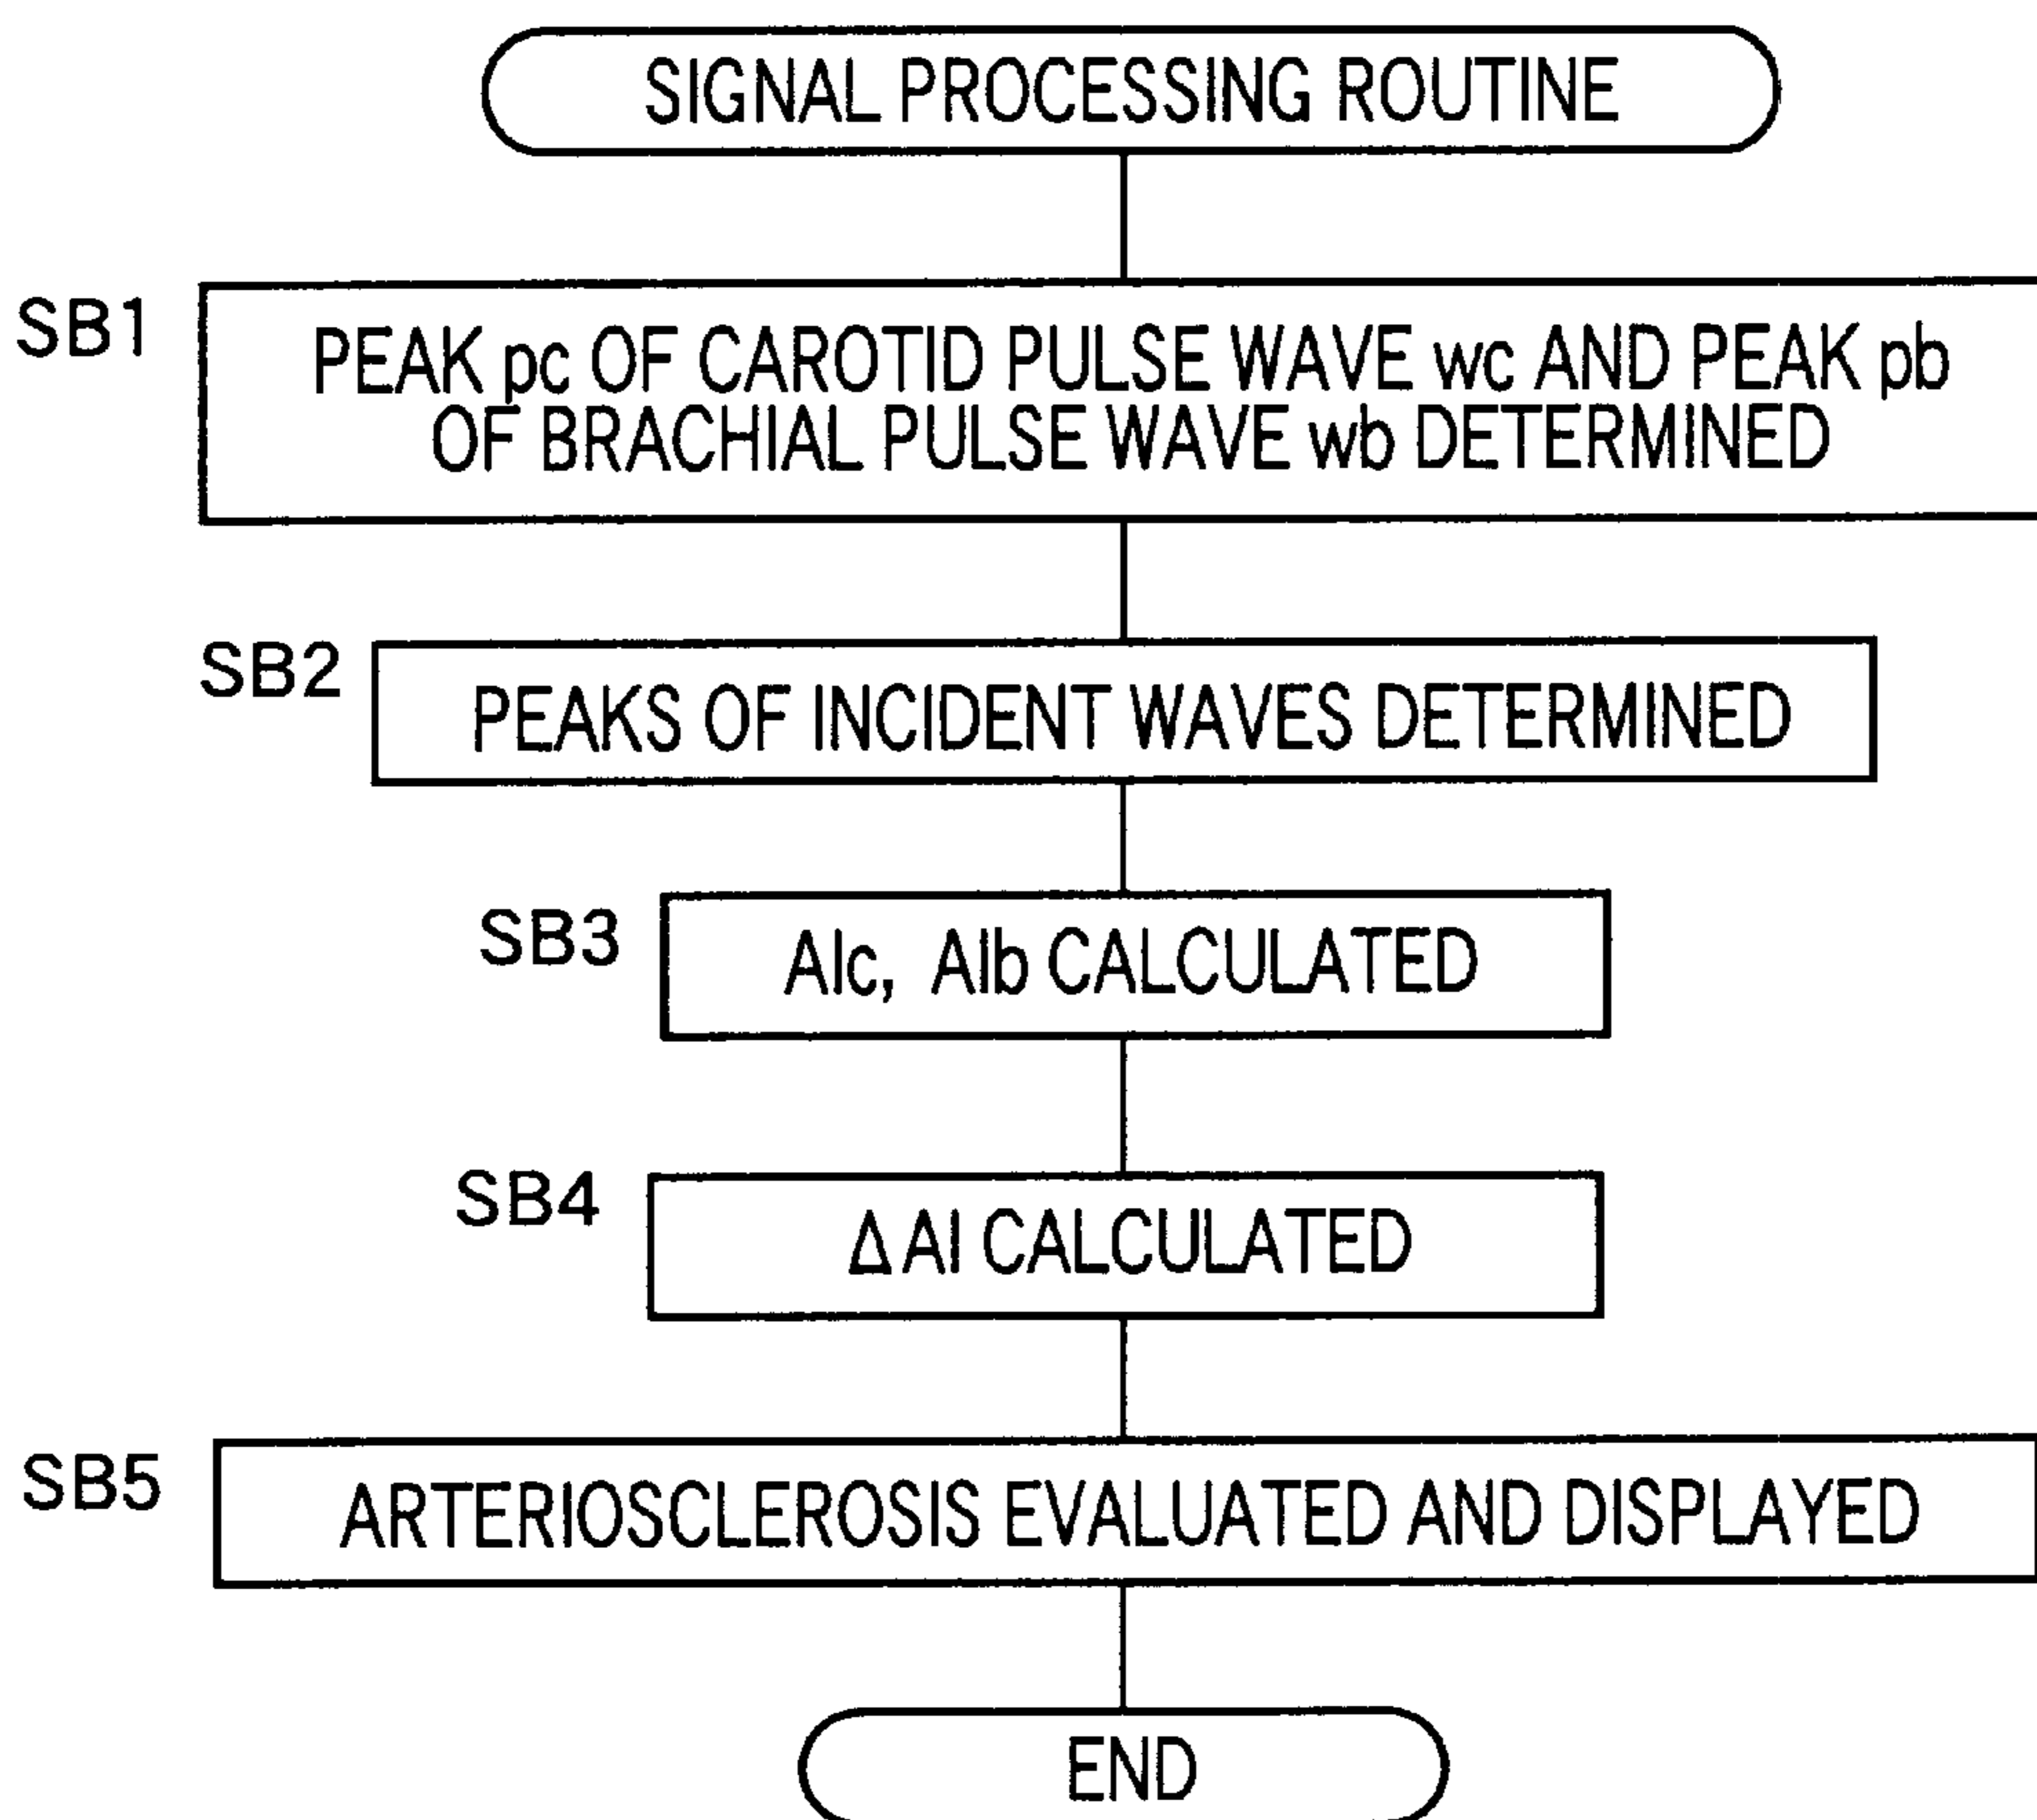 SIGNAL PROCESSING ROUTINE
SB1
PEAK pc OF CAROTID PULSE WAVE wc AND PEAK pb
OF BRACHIAL PULSE WAVE wb DETERMINED
SB2
PEAKS OF INCIDENT WAVES DETERMINED
SB3
AIc, AIb CALCULATED
SB4
Δ AI CALCULATED
SB5
ARTERIOSCLEROSIS EVALUATED AND DISPLAYED
END